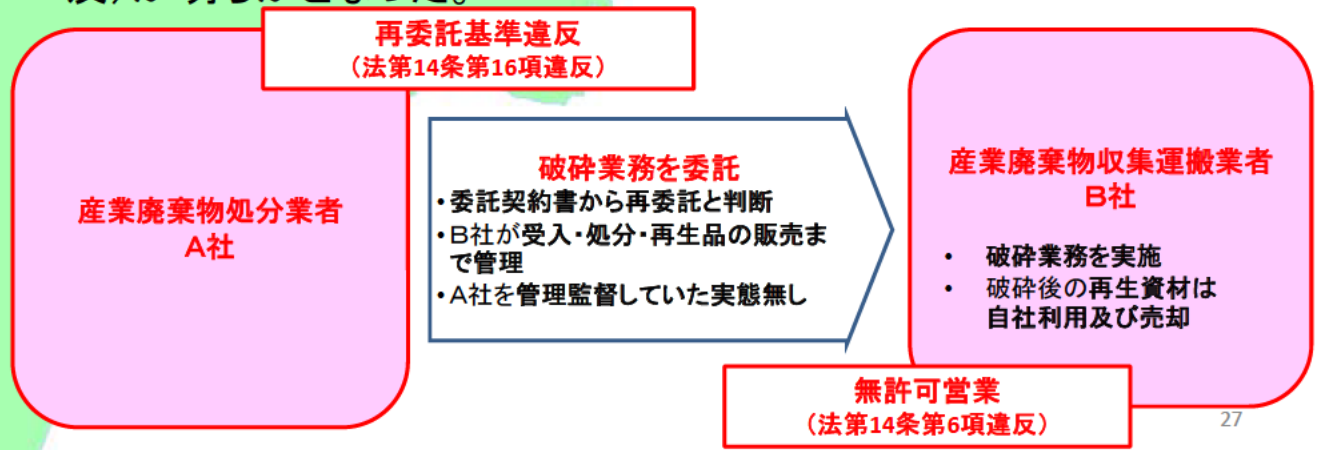 再委託基準違反
（法第14条第16項違反）
産業廃棄物処分業者
A社
破砕業務を委託
・委託契約書から再委託と判断
・B社が受入・処分・再生品の販売ま
で管理
・A社を管理監督していた実態無し
産業廃棄物収集運搬業者
B社
• 破砕業務を実施
• 破砕後の再生資材は
自社利用及び売却
無許可営業
（法第14条第6項違反）
27